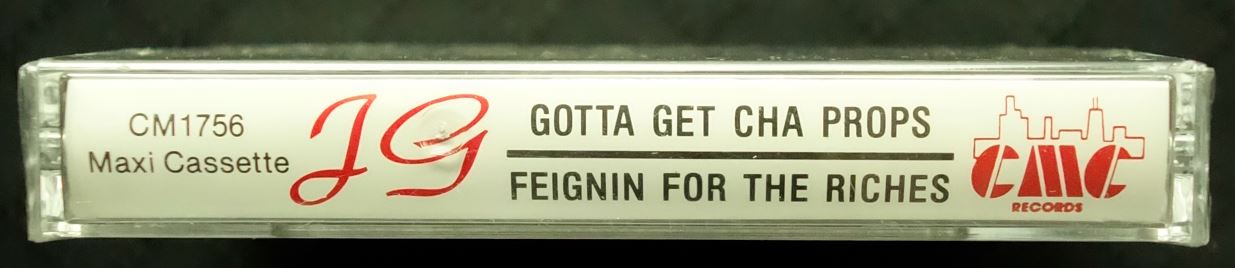 CM1756
Maxi Cassette
JG
GOTTA GET CHA PROPS
FEIGNIN FOR THE RICHES
CMC
RECORDS